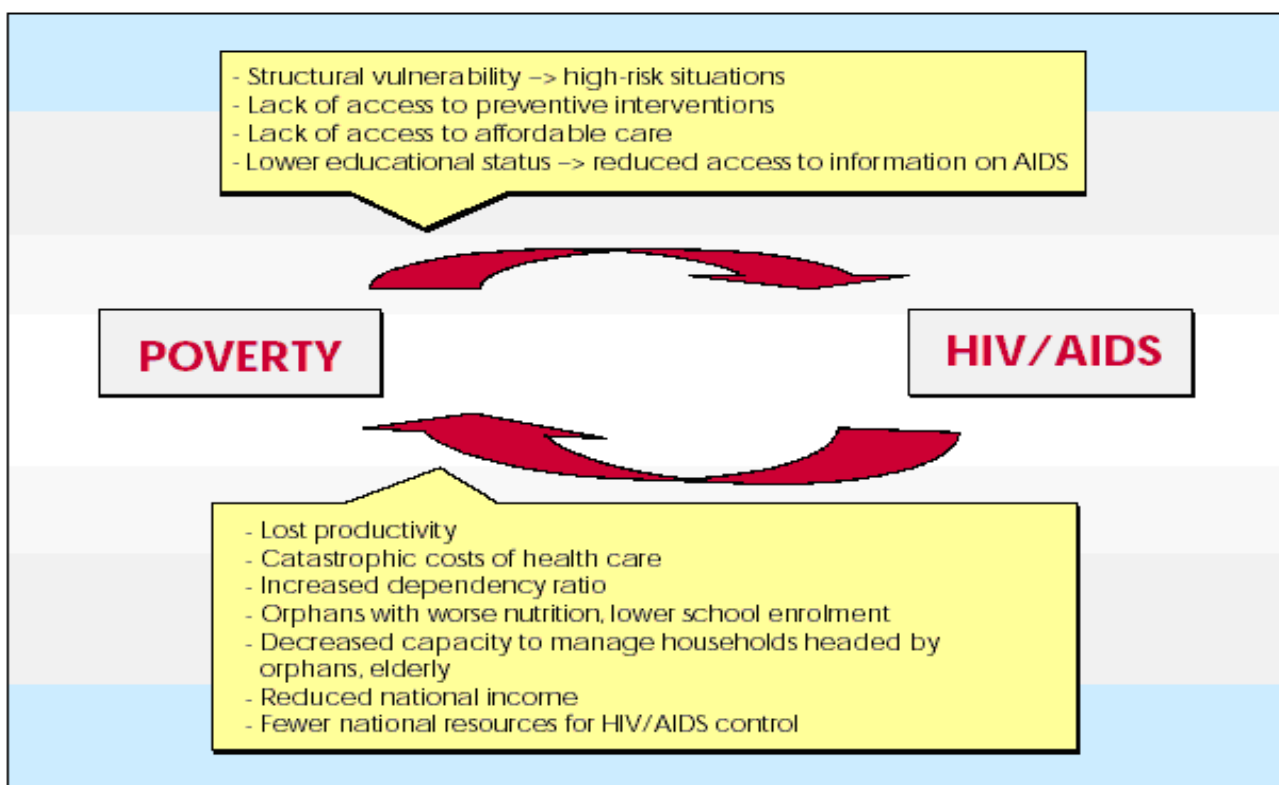 - Structural vulnerability –> high-risk situations
- Lack of access to preventive interventions
- Lack of access to affordable care
- Lower educational status –> reduced access to information on AIDS
POVERTY
HIV/AIDS
- Lost productivity
- Catastrophic costs of health care
- Increased dependency ratio
- Orphans with worse nutrition, lower school enrolment
- Decreased capacity to manage households headed by
orphans, elderly
- Reduced national income
- Fewer national resources for HIV/AIDS control